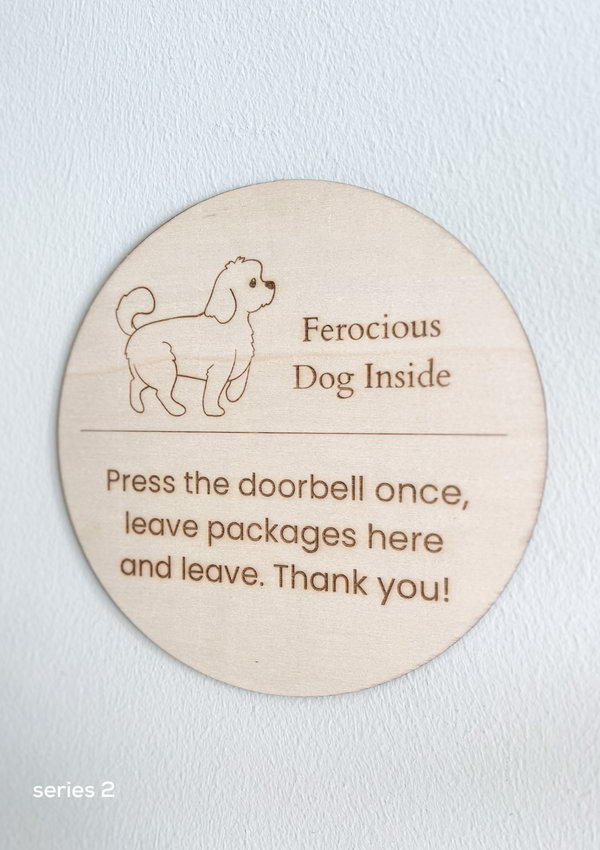 Ferocious
Dog Inside
Press the doorbell once,
leave packages here
and leave. Thank you!
series 2